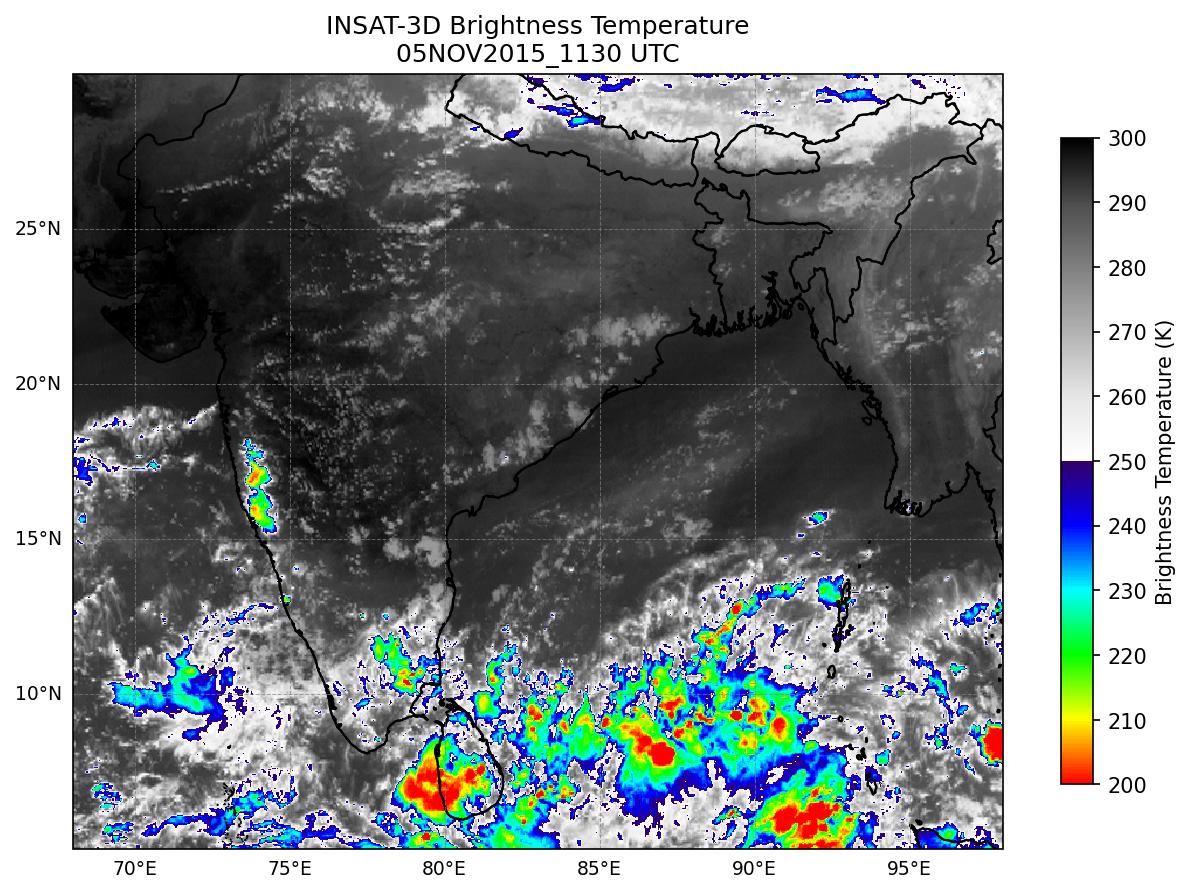 INSAT-3D Brightness Temperature
05NOV2015_1130 UTC
25°N
20°N
15°N
10°N
70°E
75°E
80°E
85°E
90°E
95°E
300
290
280
270
260
250
240
230
220
210
200
Brightness Temperature (K)